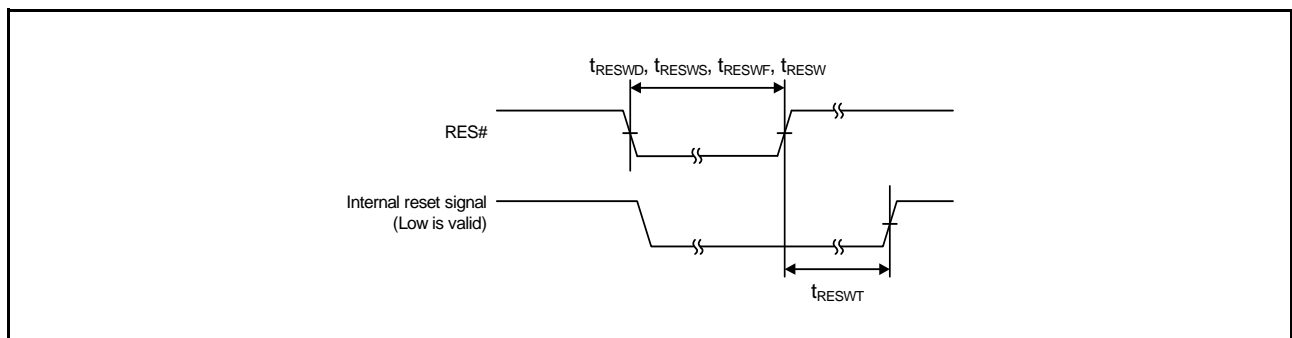 tRESWD, tRESWS, tRESWF, tRESW
RES#
Internal reset signal
(Low is valid)
tRESWT